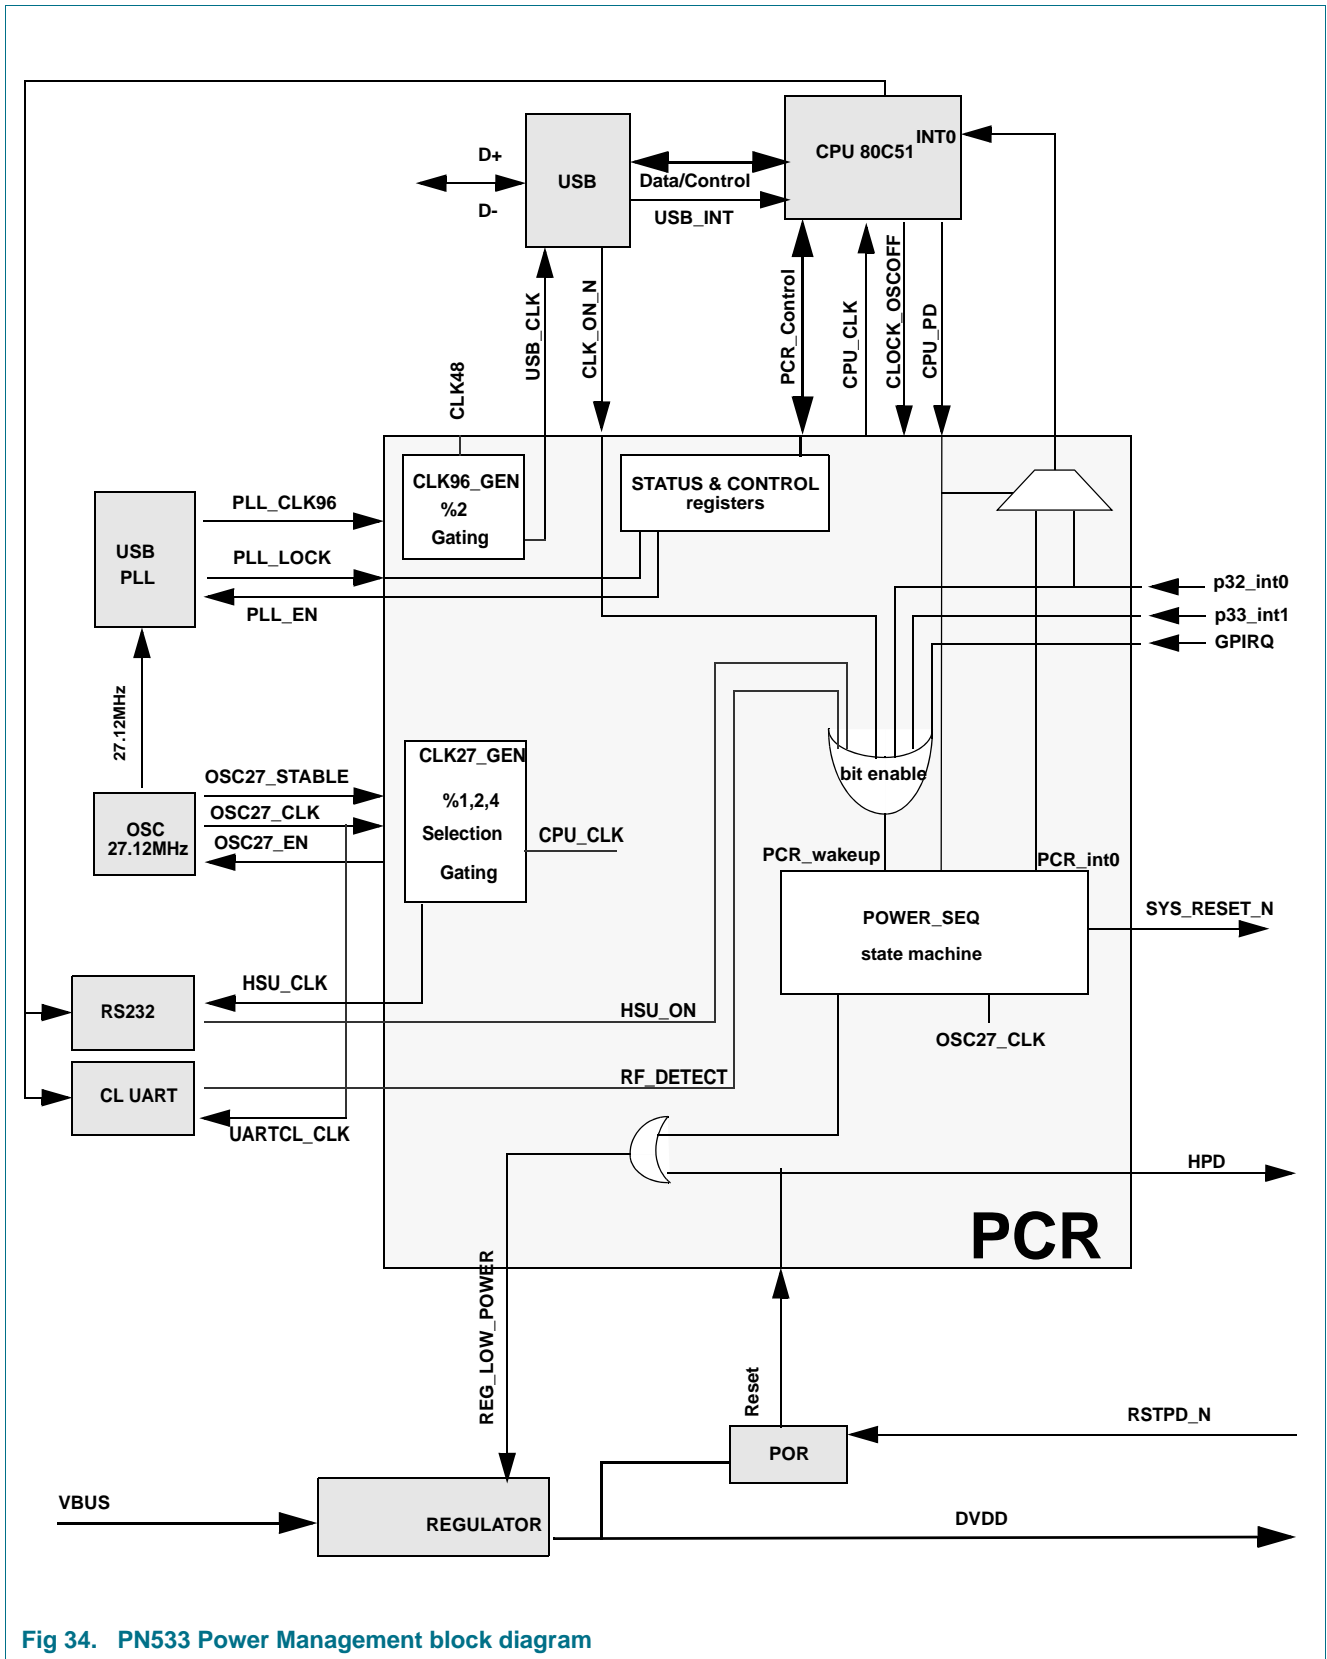 INT0
CPU 80C51
D+
USB
Data/Control
D-
USB_INT
PCR_Control
CPU_CLK
CLOCK_OSCOFF
CPU_PD
USB_CLK
CLK_ON_N
CLK48
CLK96_GEN
%2
Gating
STATUS & CONTROL
registers
PLL_CLK96
USB
PLL
PLL_LOCK
PLL_EN
p32_int0
p33_int1
GPIRQ
27.12MHz
CLK27_GEN
%1,2,4
Selection
Gating
bit enable
OSC27_STABLE
OSC27_CLK
OSC27_EN
OSC
27.12MHz
CPU_CLK
PCR_wakeup
PCR_int0
POWER_SEQ
state machine
SYS_RESET_N
HSU_CLK
RS232
HSU_ON
OSC27_CLK
RF_DETECT
CL UART
UARTCL_CLK
HPD
PCR
REG_LOW_POWER
Reset
RSTPD_N
POR
VBUS
REGULATOR
DVDD
Fig 34. PN533 Power Management block diagram